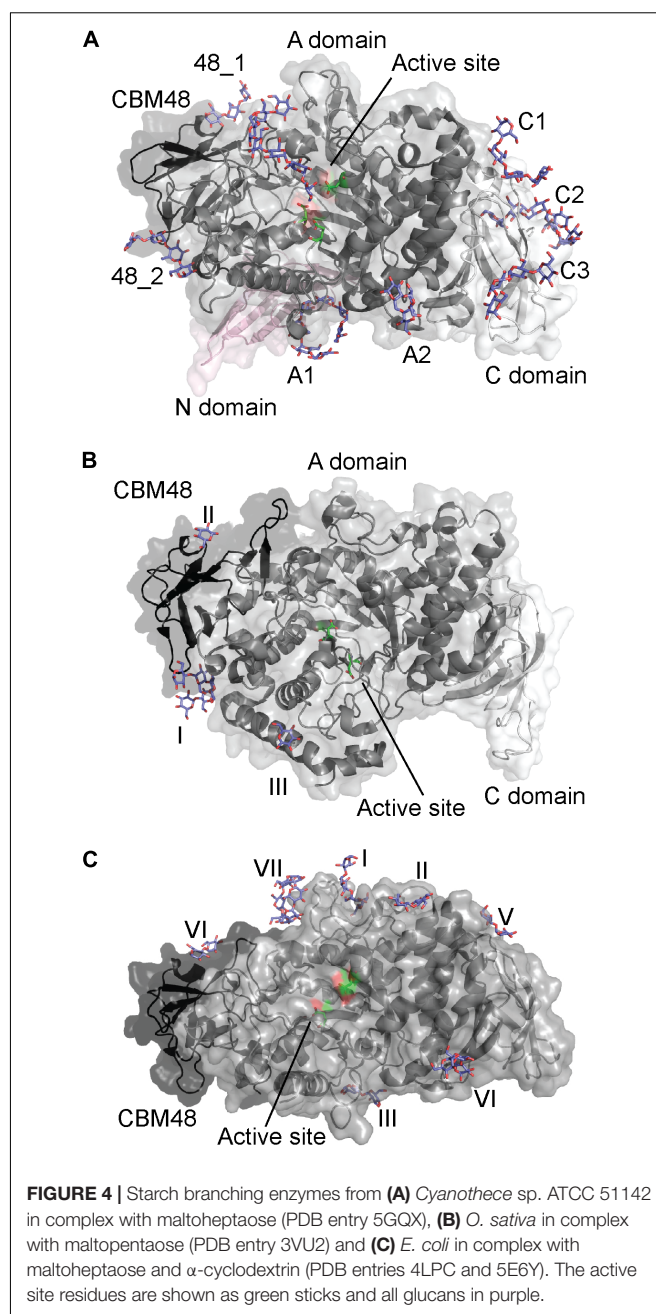 A
A domain
48_1
Active site
CBM48
C1
C2
48_2
C3
A1
A2
C domain
N domain
B
A domain
CBM48
II
I
III
Active site
C domain
C
VII
I
II
VI
V
VI
III
CBM48
Active site
FIGURE 4 | Starch branching enzymes from (A) Cyanothece sp. ATCC 51142
in complex with maltoheptaose (PDB entry 5GQX), (B) O. sativa in complex
with maltopentaose (PDB entry 3VU2) and (C) E. coli in complex with
maltoheptaose and α-cyclodextrin (PDB entries 4LPC and 5E6Y). The active
site residues are shown as green sticks and all glucans in purple.